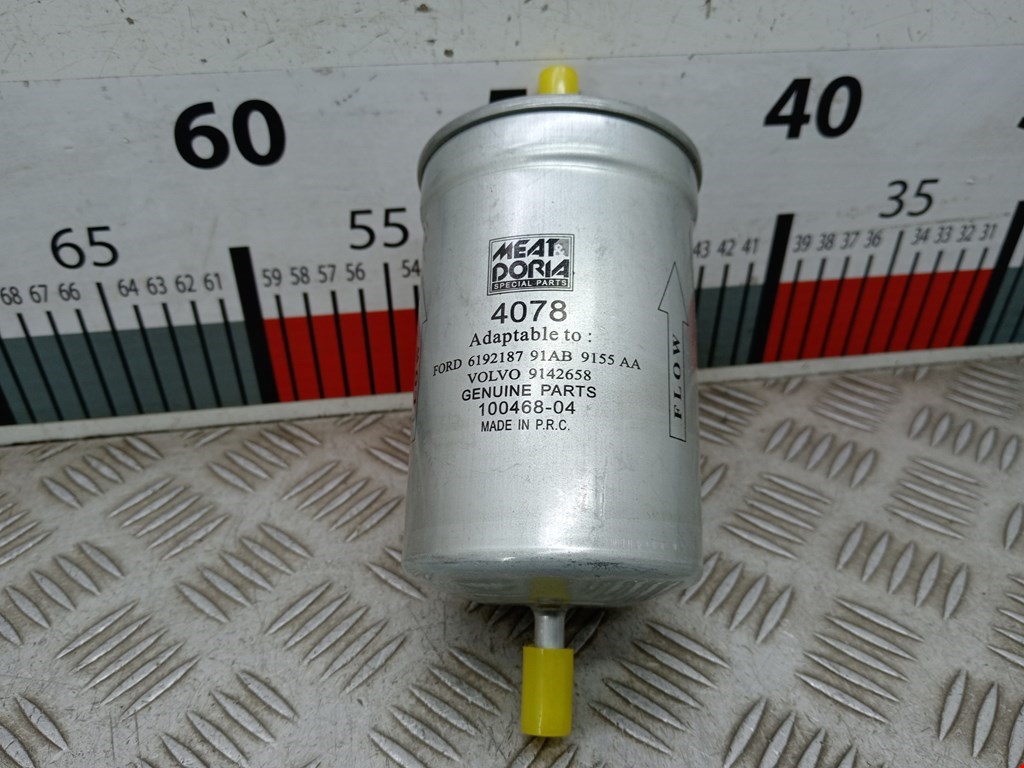 60
40
65
55
35
68 67 66 64 63 62 61 59 58 57 56 54 43 42 41 39 38 37 36 34 33 32 31
MEAT &
DORIA
SPECIAL PARTS
4078
Adaptable to :
FORD 6192187 91AB 9155 AA
VOLVO 9142658
GENUINE PARTS
100468-04
MADE IN P.R.C.
FLOW